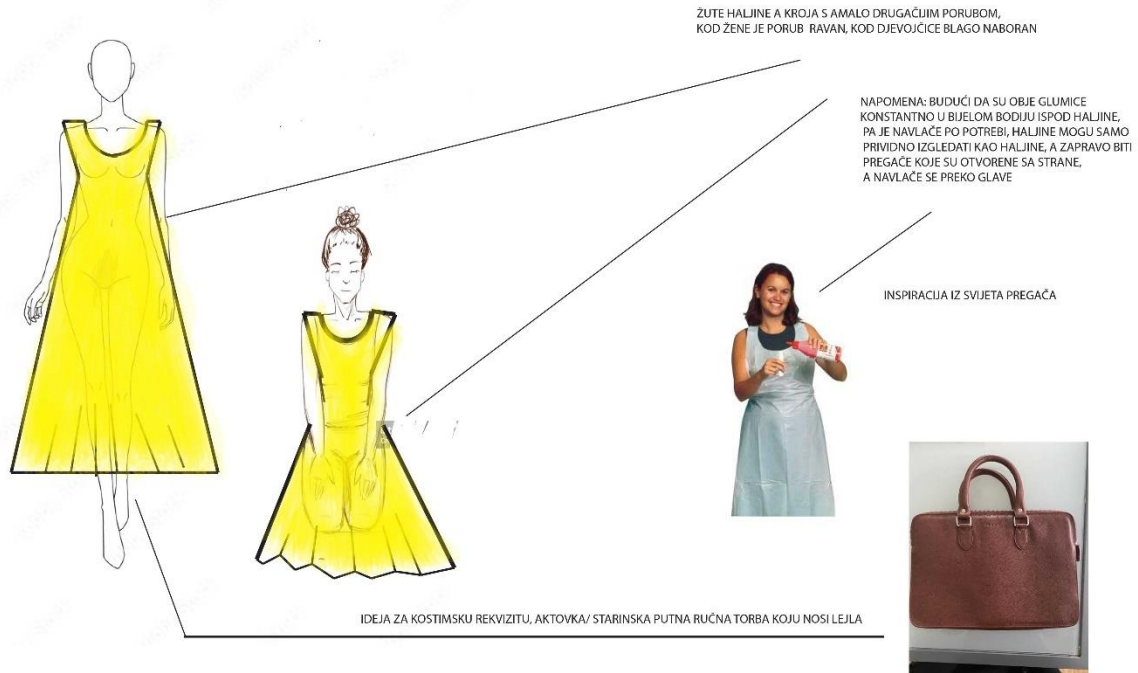 ŽUTE HALJINE A KROJA S AMALO DRUGAČIJIM PORUBOM,
KOD ŽENE JE PORUB RAVAN, KOD DJEVOJČICE BLAGO NABORAN
NAPOMENA: BUDUĆI DA SU OBJE GLUMICE
KONSTANTNO U BIJELOM BODIJU ISPOD HALJINE,
PA JE NAVLAČE PO POTREBI, HALJINE MOGU SAMO
PRIVIDNO IZGLEDATI KAO HALJINE, A ZAPRAVO BITI
PREGAČE KOJE SU OTVORENE SA STRANE,
A NAVLAČE SE PREKO GLAVE
INSPIRACIJA IZ SVIJETA PREGAČA
IDEJA ZA KOSTIMSKU REKVIZITU, AKTOVKA/ STARINSKA PUTNA RUČNA TORBA KOJU NOSI LEJLA